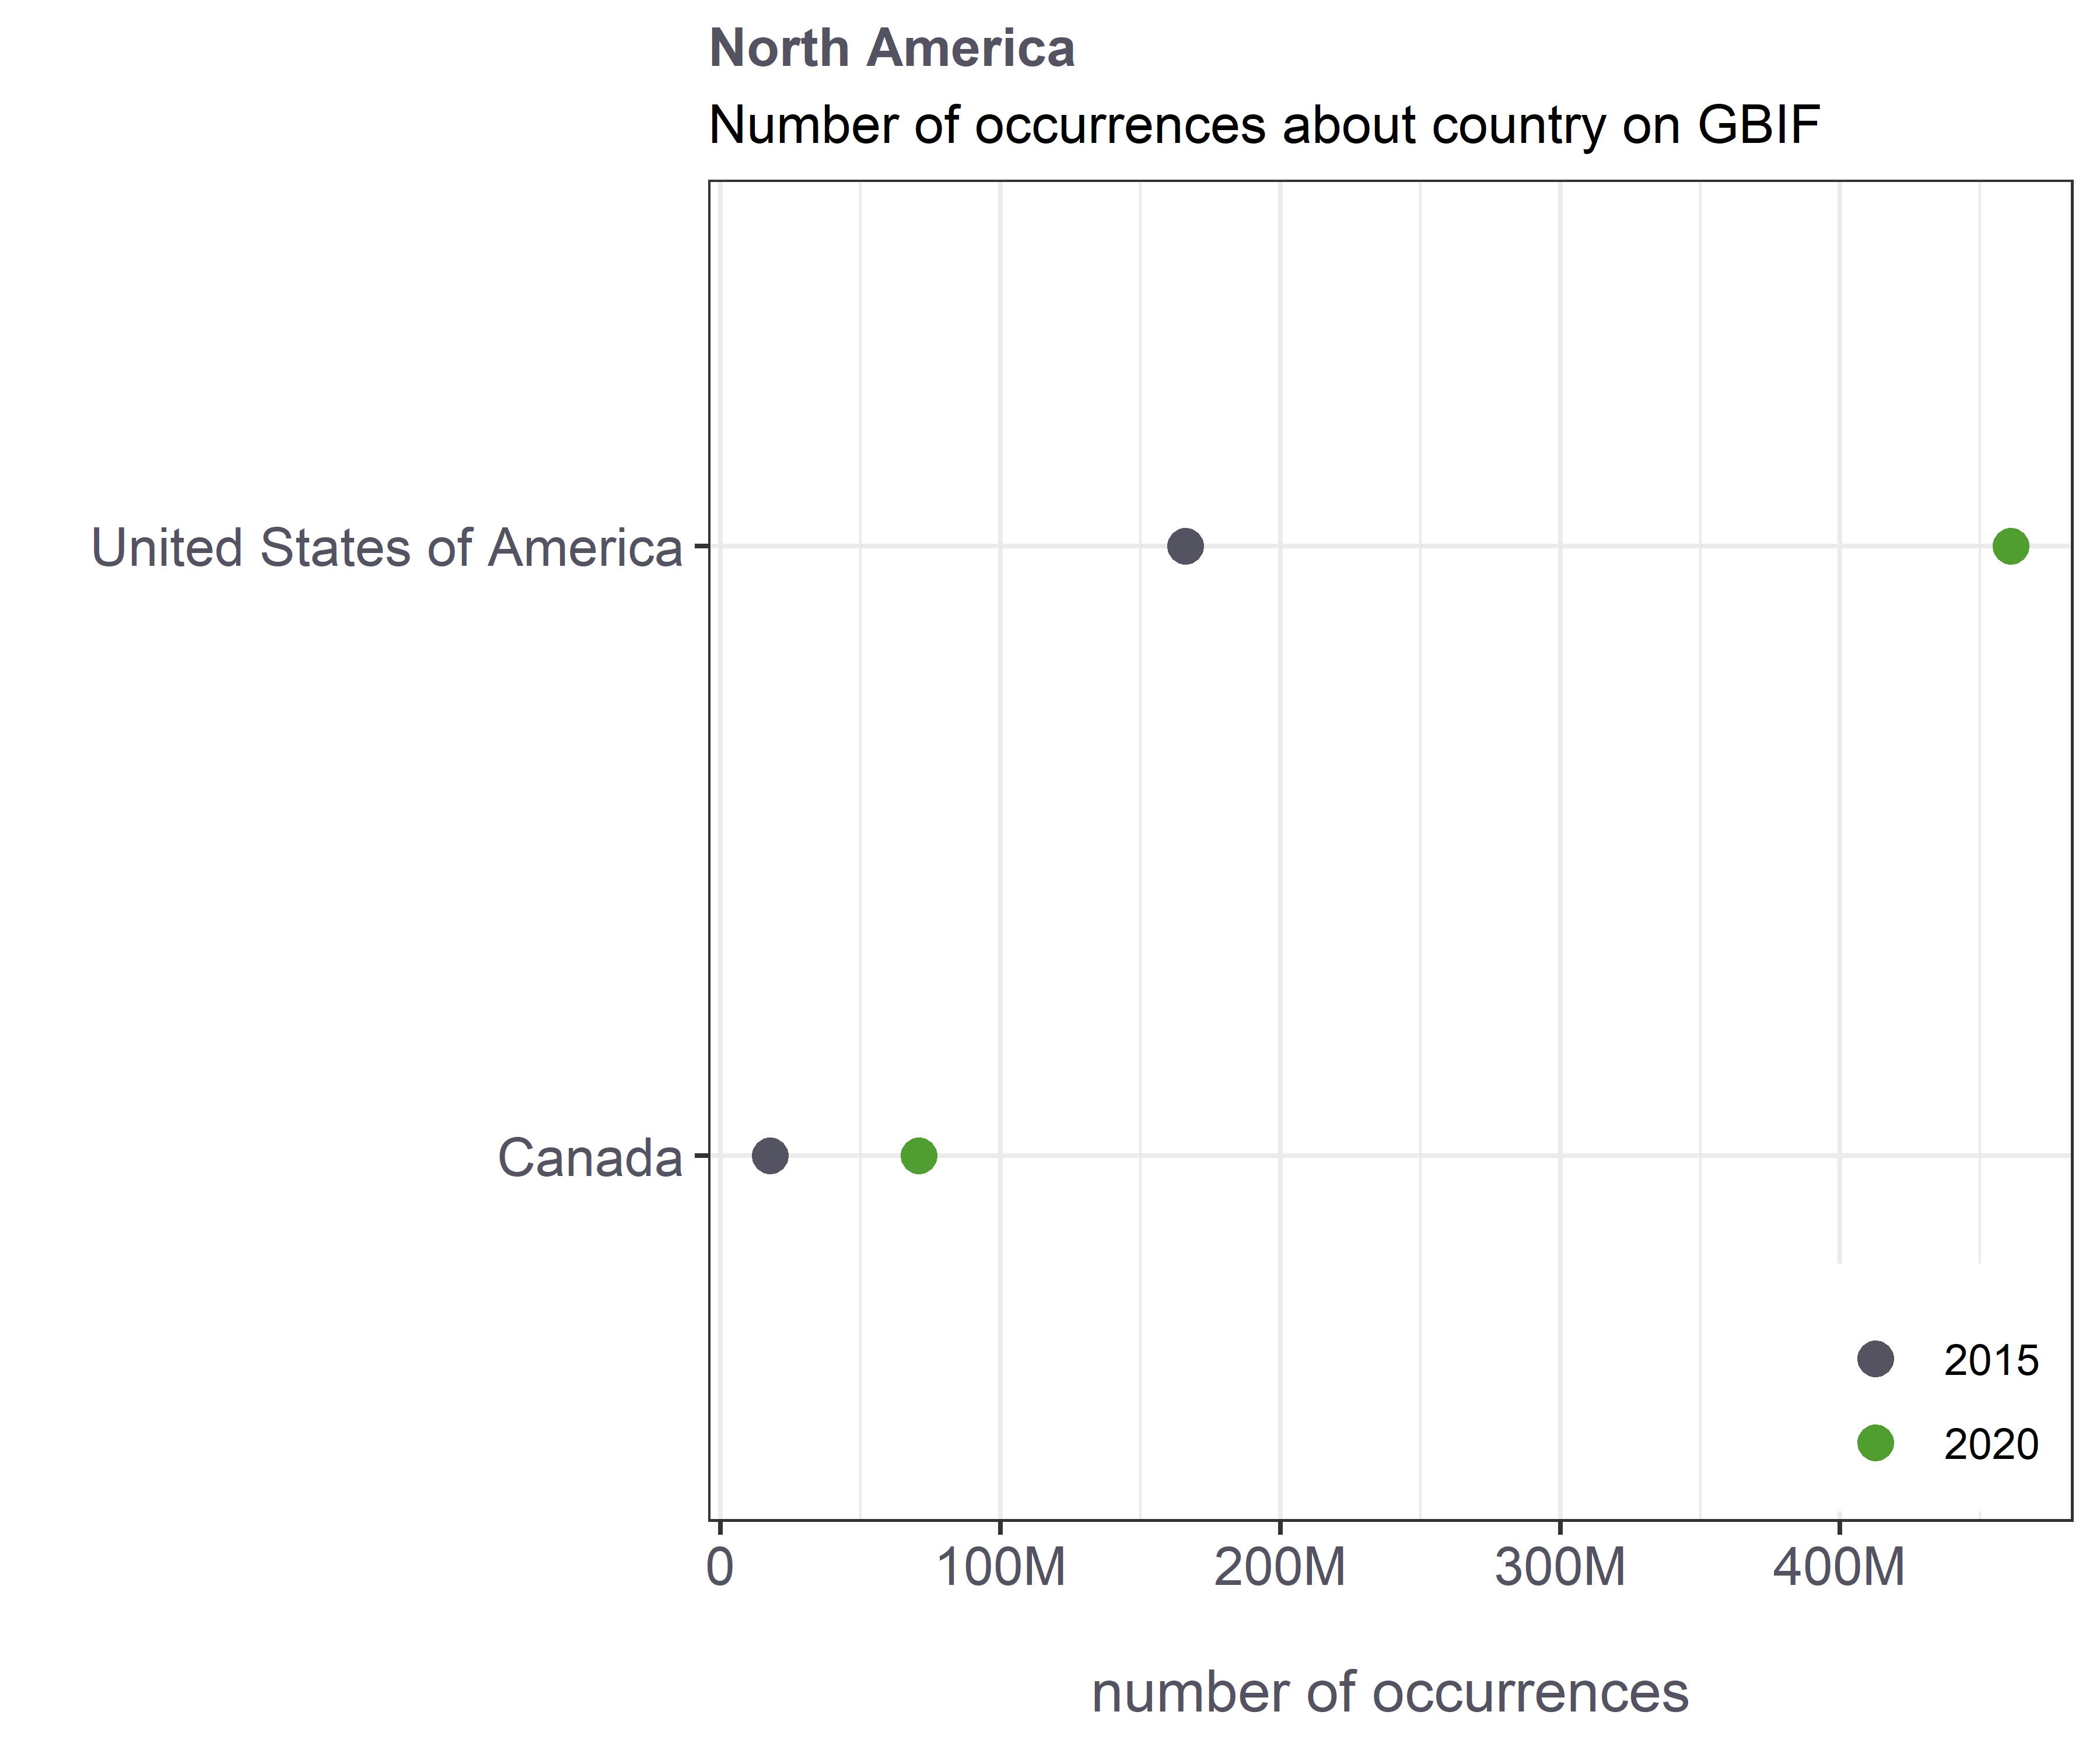 North America
Number of occurrences about country on GBIF
United States of America
Canada
2015
2020
0 100M 200M 300M 400M
number of occurrences